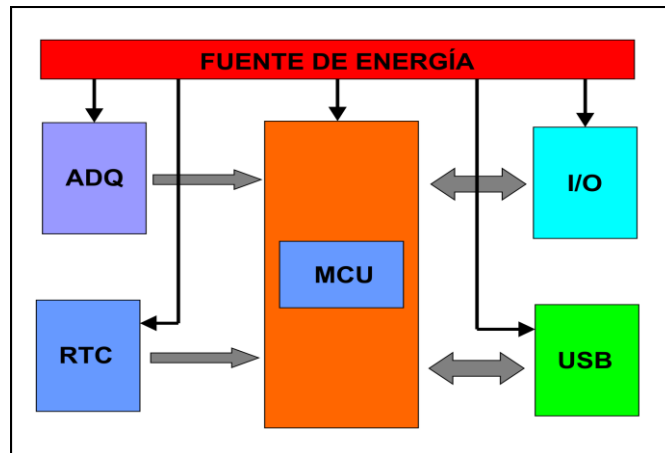 FUENTE DE ENERGÍA
ADQ
I/O
MCU
RTC
USB